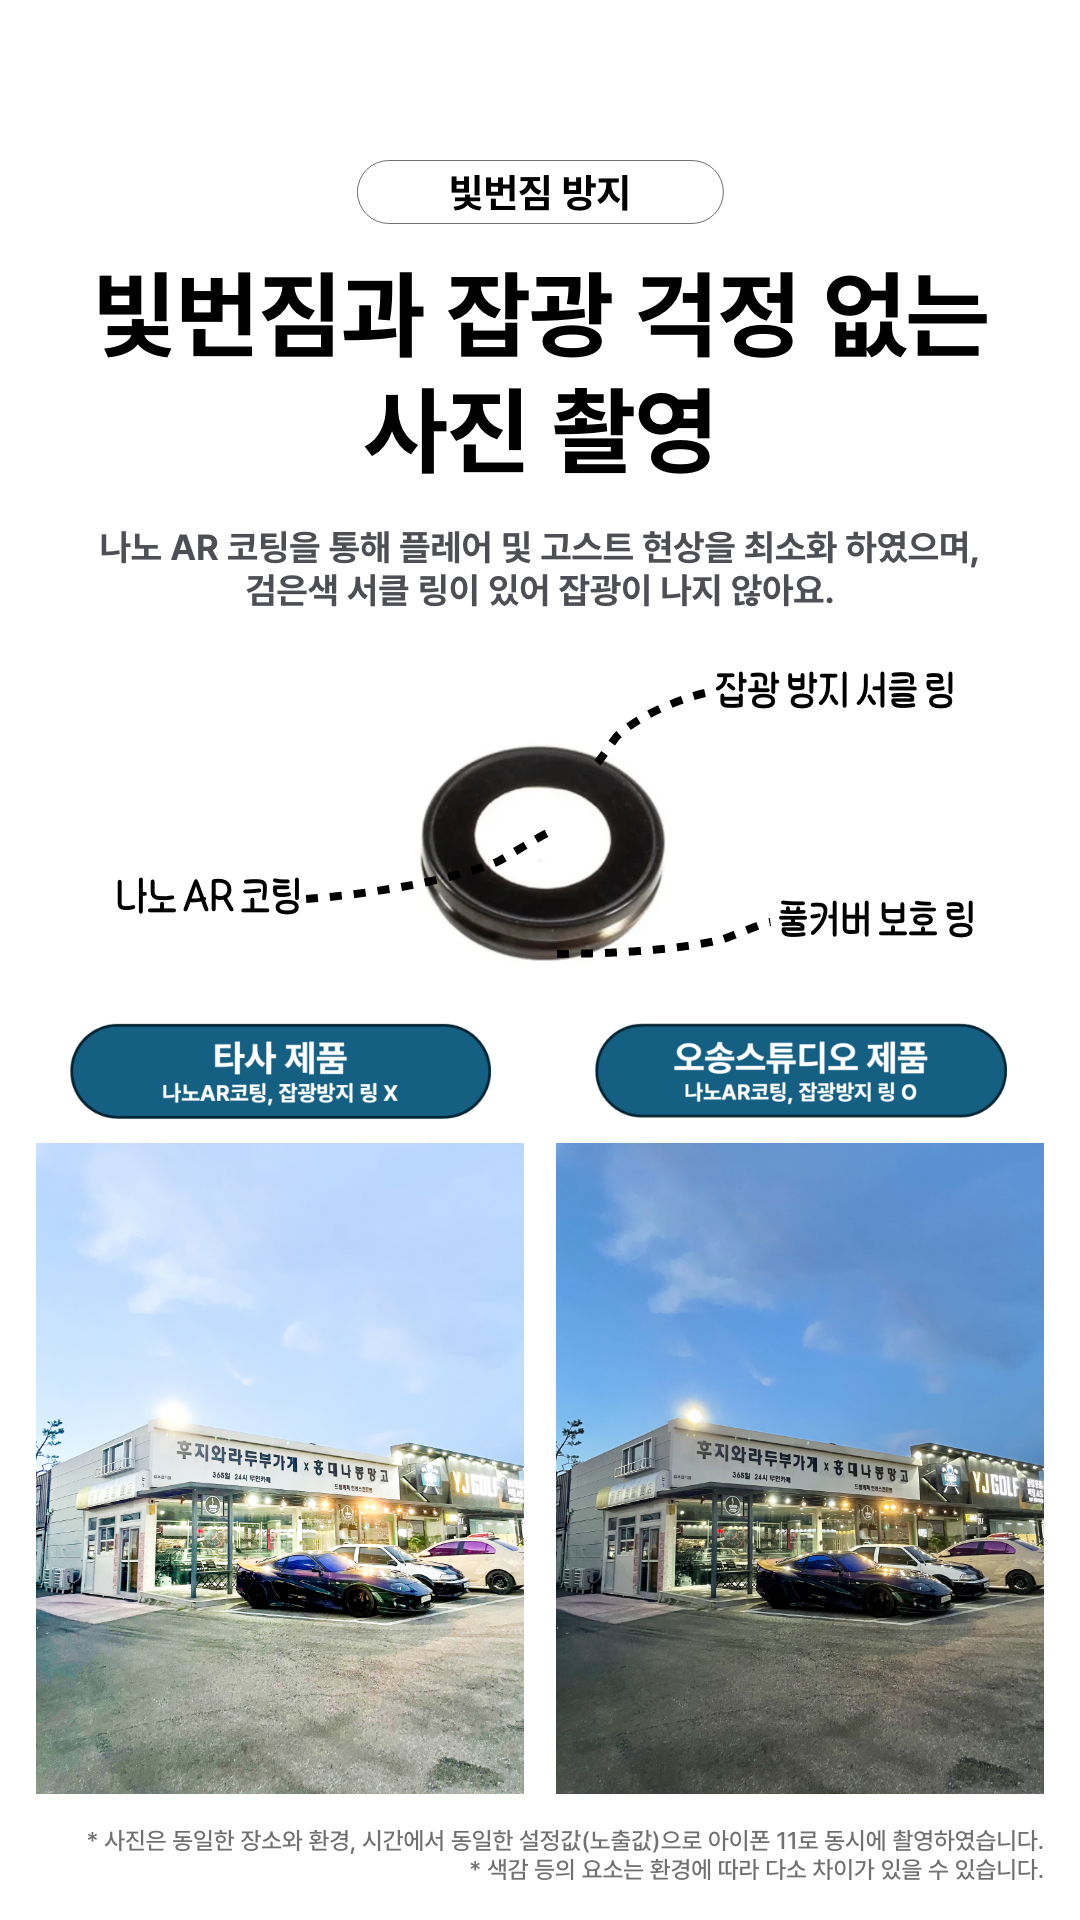 빛번짐 방지
빛번짐과 잡광 걱정 없는
사진 촬영
나노 AR 코팅을 통해 플레어 및 고스트 현상을 최소화 하였으며,
검은색 서클 링이 있어 잡광이 나지 않아요.
잡광 방지 서클 링
나노 AR 코팅
풀커버 보호 링
타사 제품
나노AR코팅, 잡광방지 링 X
오송스튜디오 제품
나노AR코팅, 잡광방지 링 O
후지와라두부가게 x 홍대나봉망고
365일 24시 무인카페
YJ GOLF
후지와라두부가게 x 홍대나봉망고
365일 24시 무인카페
YJ GOLF
* 사진은 동일한 장소와 환경, 시간에서 동일한 설정값(노출값)으로 아이폰 11로 동시에 촬영하였습니다.
* 색감 등의 요소는 환경에 따라 다소 차이가 있을 수 있습니다.